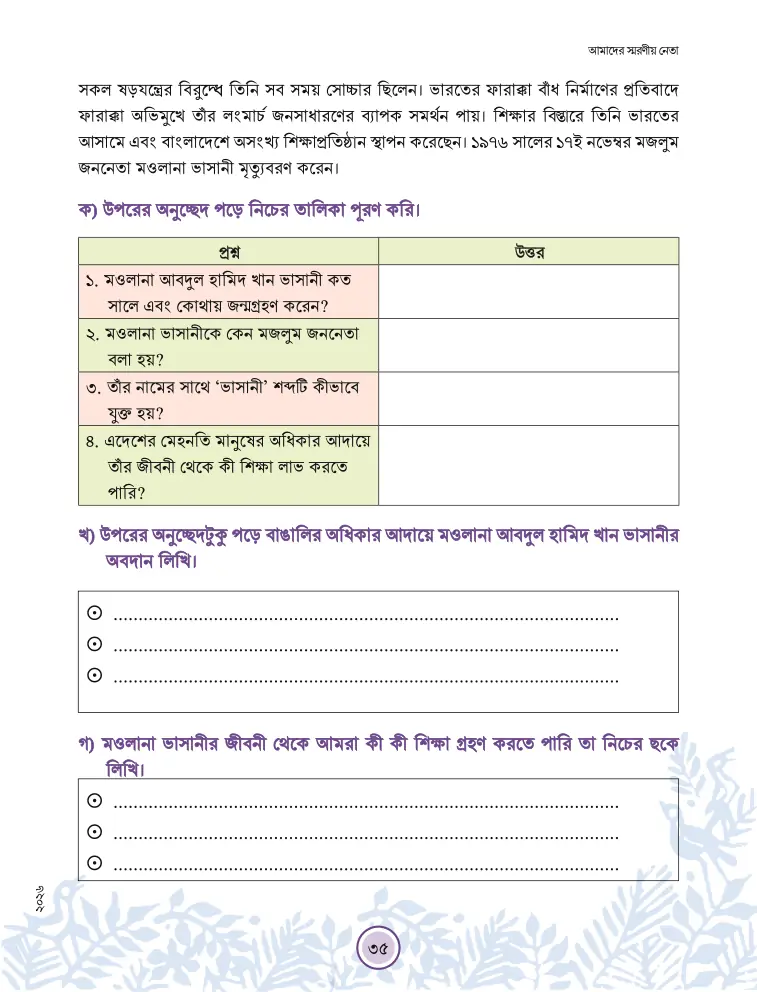 আমাদের স্মরণীয় নেতা
সকল ষড়যন্ত্রের বিরুদ্ধে তিনি সব সময় সোচ্চার ছিলেন। ভারতের ফারাক্কা বাঁধ নির্মাণের প্রতিবাদে
ফারাক্কা অভিমুখে তাঁর লংমার্চ জনসাধারণের ব্যাপক সমর্থন পায়। শিক্ষার বিস্তারে তিনি ভারতের
আসামে এবং বাংলাদেশে অসংখ্য শিক্ষাপ্রতিষ্ঠান স্থাপন করেছেন। ১৯৭৬ সালের ১৭ই নভেম্বর মজলুম
জননেতা মওলানা ভাসানী মৃত্যুবরণ করেন।
ক) উপরের অনুচ্ছেদ পড়ে নিচের তালিকা পূরণ করি।
প্রশ্ন
উত্তর
১. মওলানা আবদুল হামিদ খান ভাসানী কত
সালে এবং কোথায় জন্মগ্রহণ করেন?
২. মওলানা ভাসানীকে কেন মজলুম জননেতা
বলা হয়?
৩. তাঁর নামের সাথে ‘ভাসানী’ শব্দটি কীভাবে
যুক্ত হয়?
৪. এদেশের মেহনতি মানুষের অধিকার আদায়ে
তাঁর জীবনী থেকে কী শিক্ষা লাভ করতে
পারি?
খ) উপরের অনুচ্ছেদটুকু পড়ে বাঙালির অধিকার আদায়ে মওলানা আবদুল হামিদ খান ভাসানীর
অবদান লিখি।
গ) মওলানা ভাসানীর জীবনী থেকে আমরা কী কী শিক্ষা গ্রহণ করতে পারি তা নিচের ছকে
লিখি।
২০২৬
৩৫